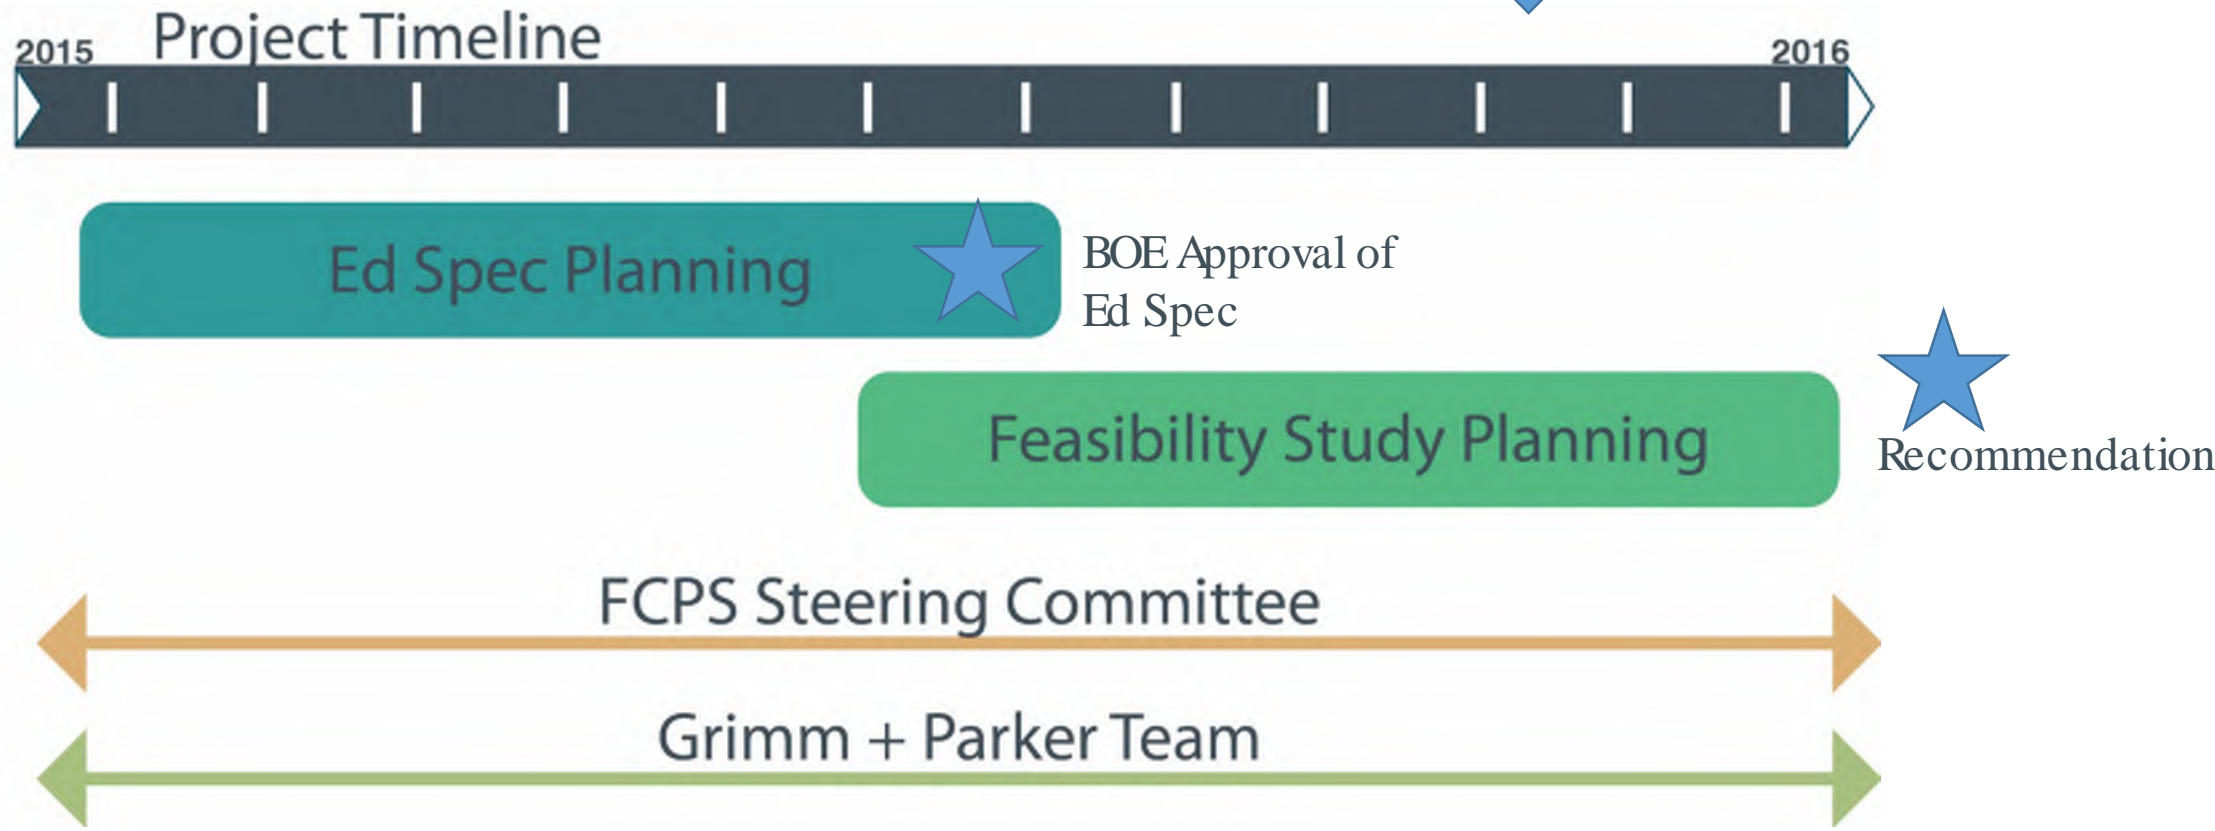 Project Timeline
2015
2016
Ed Spec Planning
BOE Approval of
Ed Spec
Feasibility Study Planning
Recommendation
FCPS Steering Committee
Grimm + Parker Team